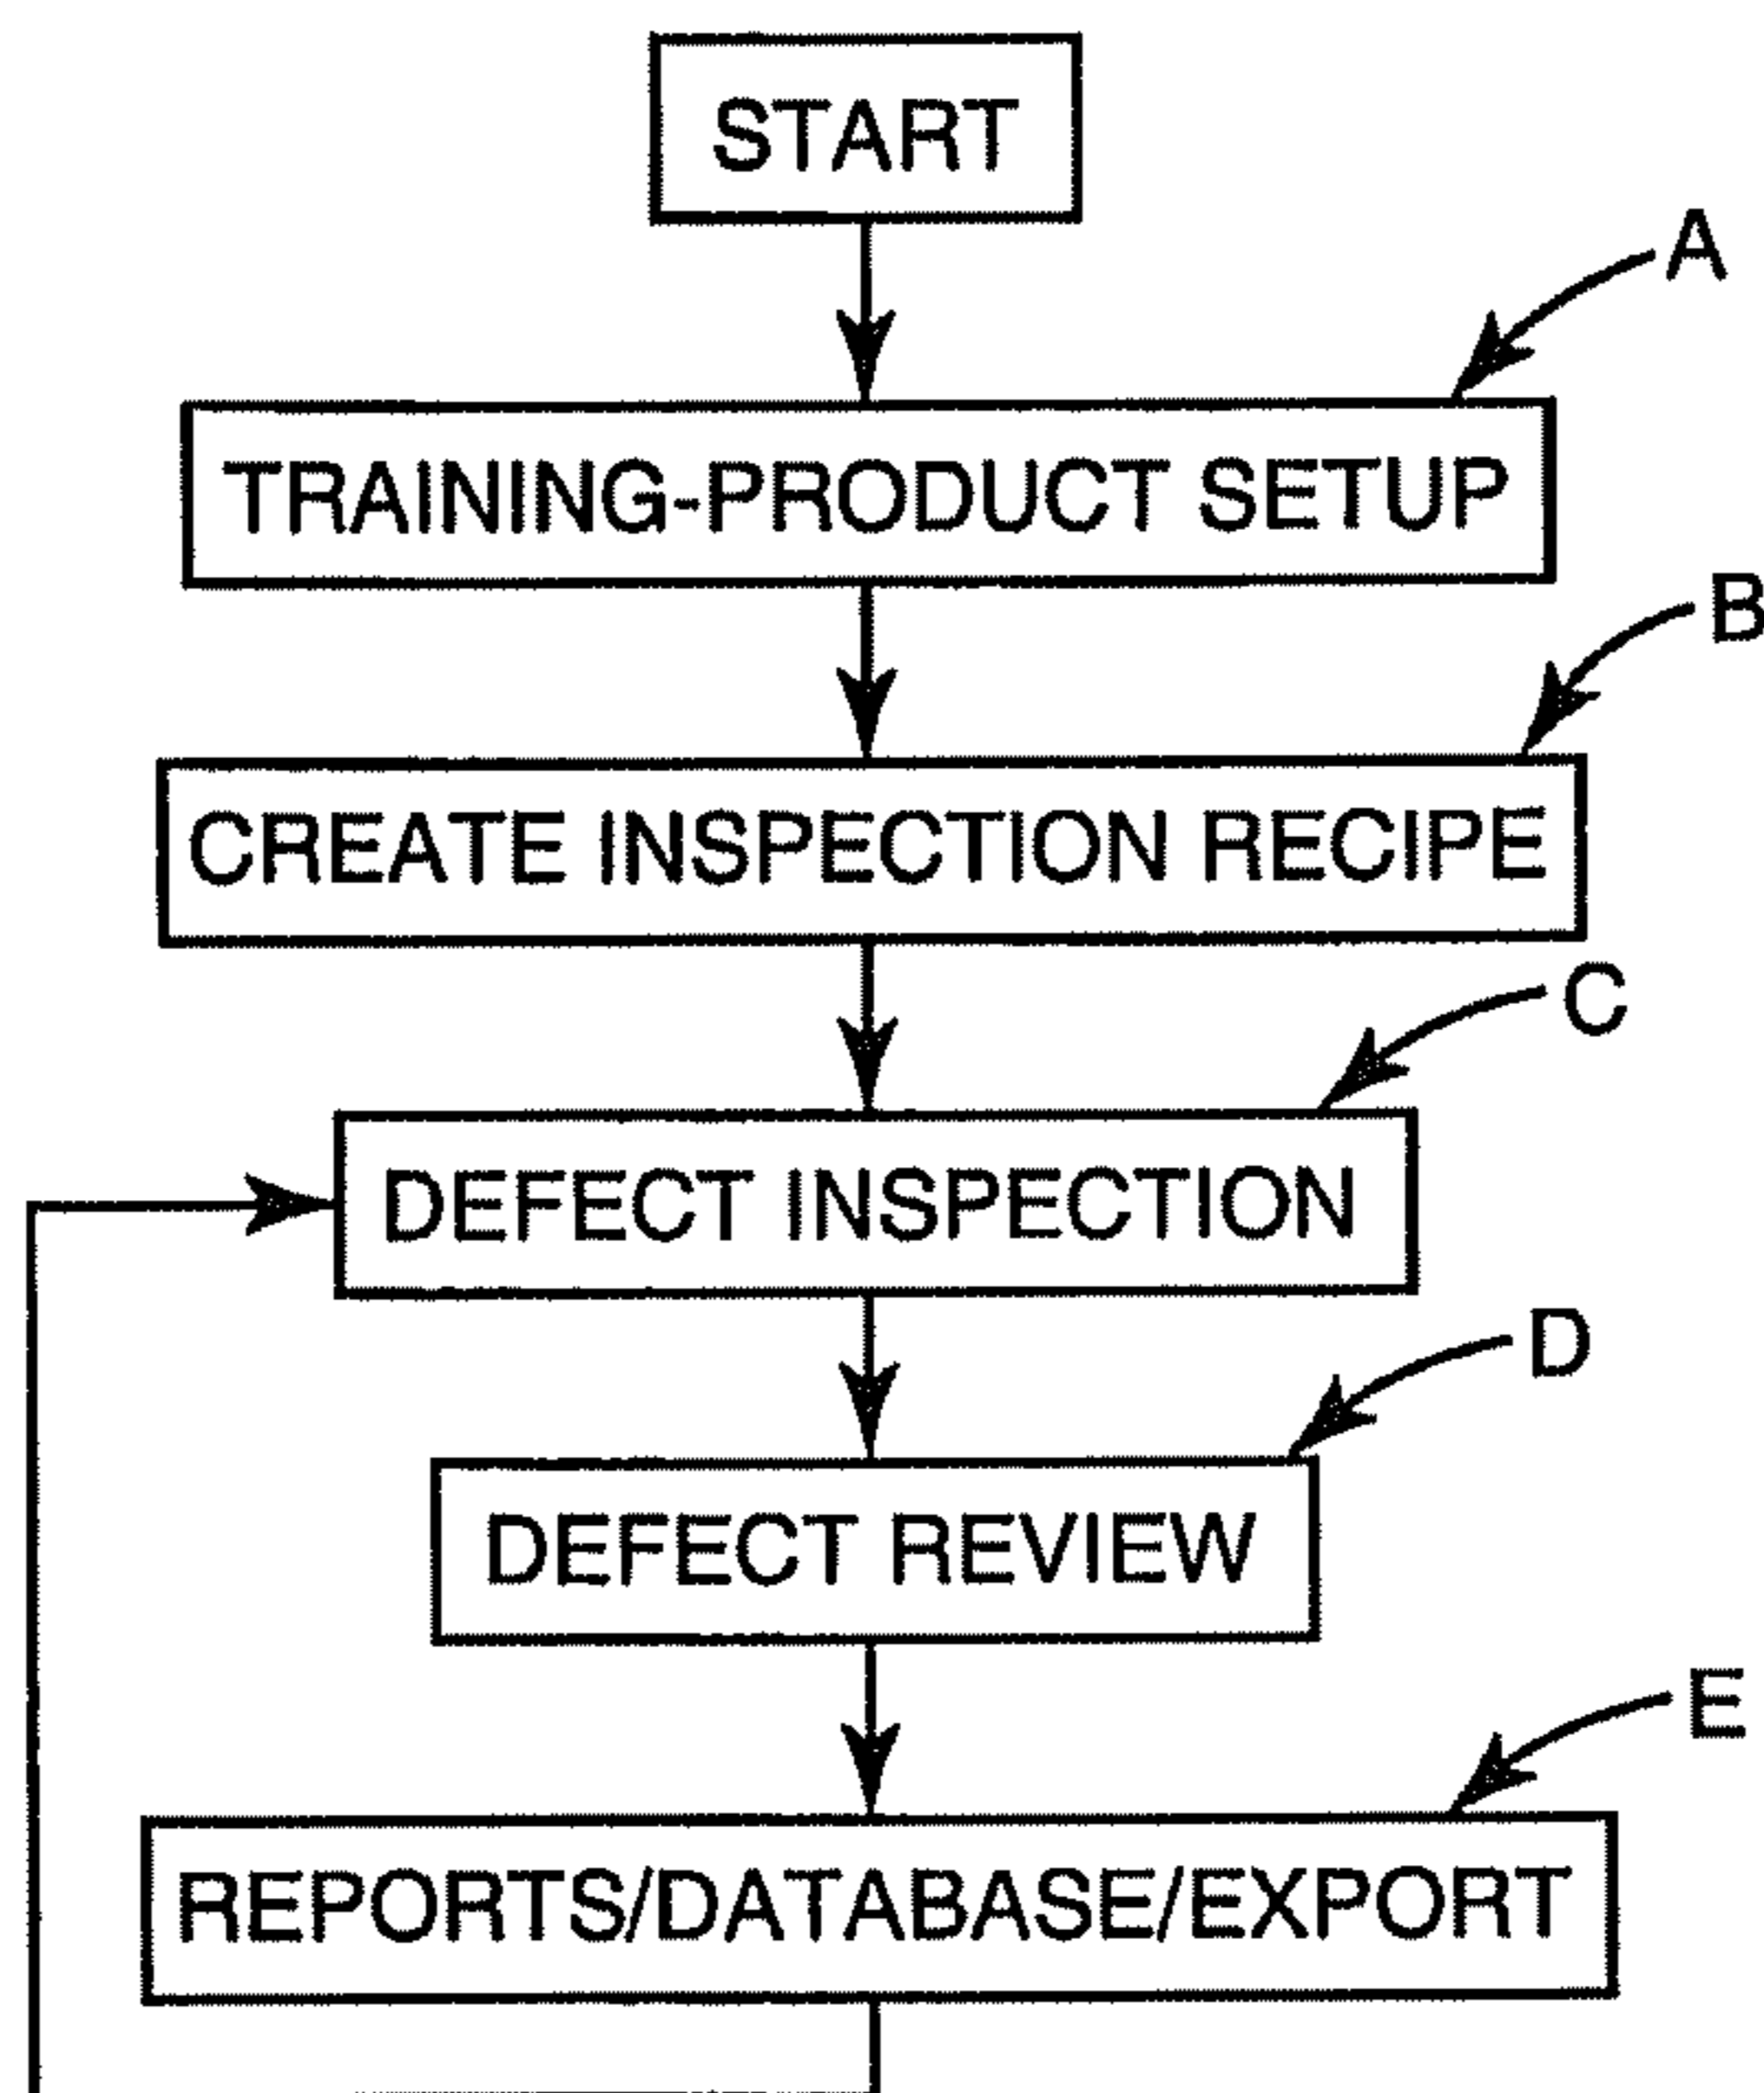 START
A
TRAINING-PRODUCT SETUP
B
CREATE INSPECTION RECIPE
C
DEFECT INSPECTION
D
DEFECT REVIEW
E
REPORTS/DATABASE/EXPORT